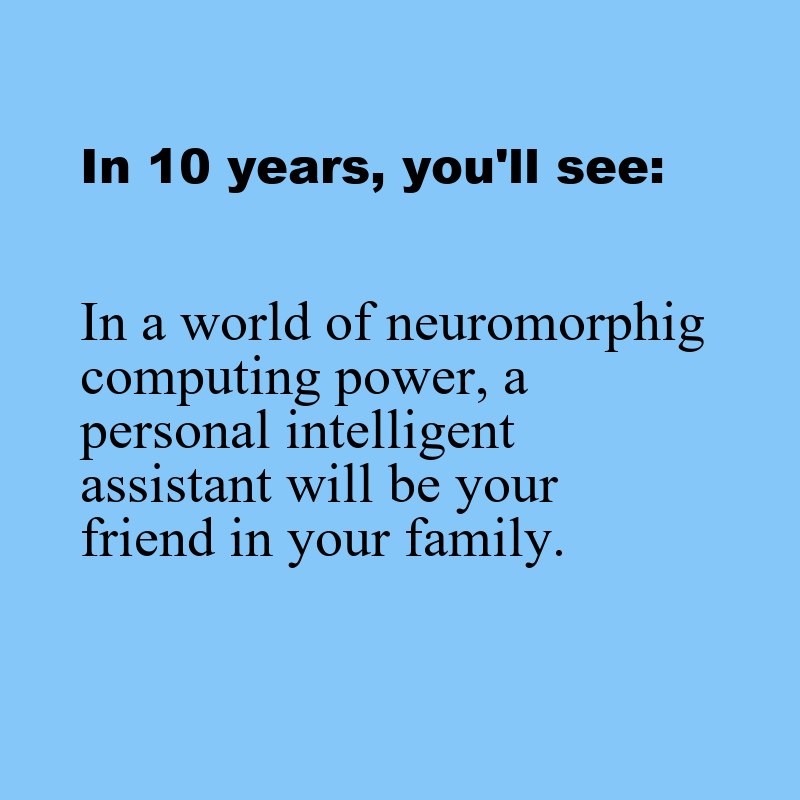 In 10 years, you'll see:
In a world of neuromorphig
computing power, a
personal intelligent
assistant will be your
friend in your family.